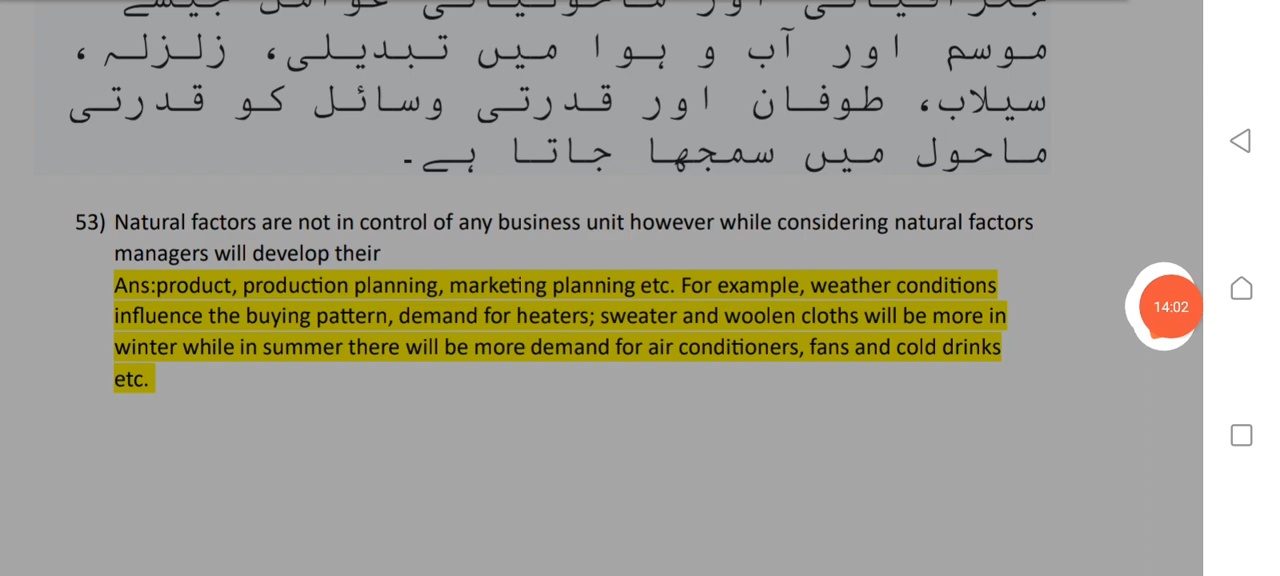 موسم اور آب و ہوا میں تبدیلی، زلزلہ،
سیلاب، طوفان اور قدرتی وسائل کو قدرتی
ماحول میں سمجھا جاتا ہے۔
53) Natural factors are not in control of any business unit however while considering natural factors
managers will develop their
Ans:product, production planning, marketing planning etc. For example, weather conditions
influence the buying pattern, demand for heaters; sweater and woolen cloths will be more in
winter while in summer there will be more demand for air conditioners, fans and cold drinks
etc.
14:02